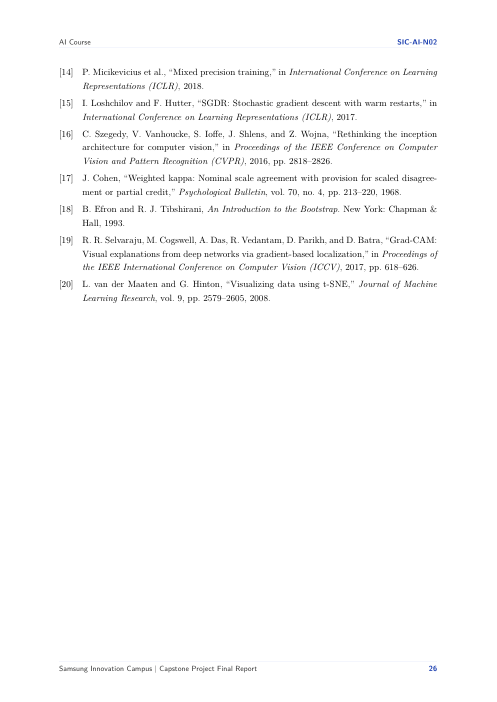 AI Course
SIC-AI-N02
[14] P. Micikevicius et al., “Mixed precision training,” in International Conference on Learning
Representations (ICLR), 2018.
[15] I. Loshchilov and F. Hutter, “SGDR: Stochastic gradient descent with warm restarts,” in
International Conference on Learning Representations (ICLR), 2017.
[16] C. Szegedy, V. Vanhoucke, S. Ioffe, J. Shlens, and Z. Wojna, “Rethinking the inception
architecture for computer vision,” in Proceedings of the IEEE Conference on Computer
Vision and Pattern Recognition (CVPR), 2016, pp. 2818–2826.
[17] J. Cohen, “Weighted kappa: Nominal scale agreement with provision for scaled disagree-
ment or partial credit,” Psychological Bulletin, vol. 70, no. 4, pp. 213–220, 1968.
[18] B. Efron and R. J. Tibshirani, An Introduction to the Bootstrap. New York: Chapman &
Hall, 1993.
[19] R. R. Selvaraju, M. Cogswell, A. Das, R. Vedantam, D. Parikh, and D. Batra, “Grad-CAM:
Visual explanations from deep networks via gradient-based localization,” in Proceedings of
the IEEE International Conference on Computer Vision (ICCV), 2017, pp. 618–626.
[20] L. van der Maaten and G. Hinton, “Visualizing data using t-SNE,” Journal of Machine
Learning Research, vol. 9, pp. 2579–2605, 2008.
Samsung Innovation Campus | Capstone Project Final Report
26